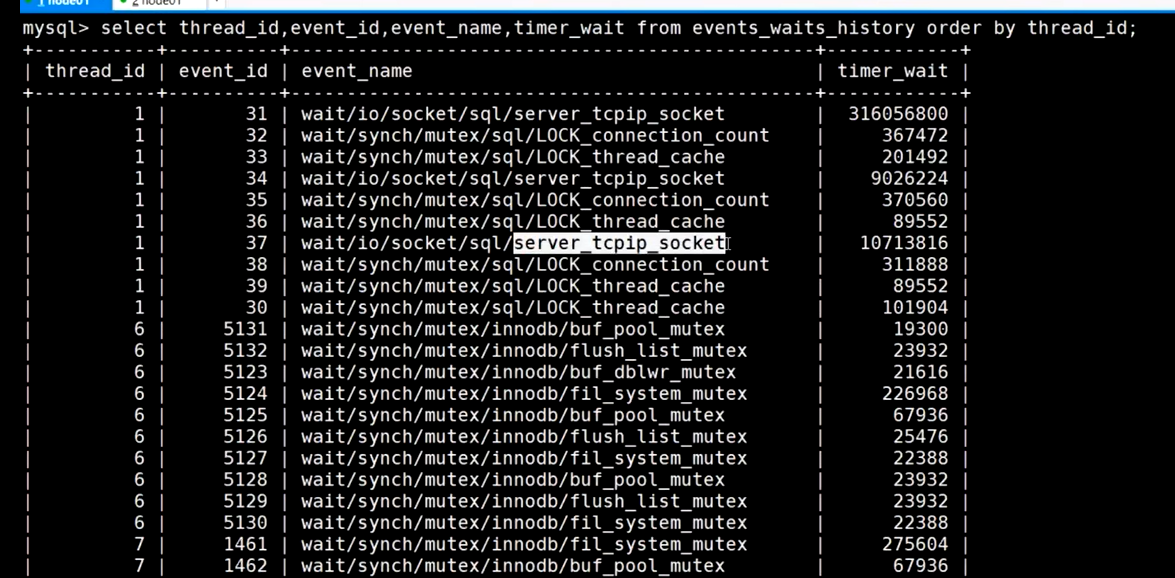 1 node01 2 node01
mysql> select thread_id,event_id,event_name,timer_wait from events_waits_history order by thread_id;
+-----------+----------+---------------------------------------------+------------+
| thread_id | event_id | event_name | timer_wait |
+-----------+----------+---------------------------------------------+------------+
| 1 | 31 | wait/io/socket/sql/server_tcpip_socket | 316056800 |
| 1 | 32 | wait/synch/mutex/sql/LOCK_connection_count | 367472 |
| 1 | 33 | wait/synch/mutex/sql/LOCK_thread_cache | 201492 |
| 1 | 34 | wait/io/socket/sql/server_tcpip_socket | 9026224 |
| 1 | 35 | wait/synch/mutex/sql/LOCK_connection_count | 370560 |
| 1 | 36 | wait/synch/mutex/sql/LOCK_thread_cache | 89552 |
| 1 | 37 | wait/io/socket/sql/server_tcpip_socket | 10713816 |
| 1 | 38 | wait/synch/mutex/sql/LOCK_connection_count | 311888 |
| 1 | 39 | wait/synch/mutex/sql/LOCK_thread_cache | 89552 |
| 1 | 30 | wait/synch/mutex/sql/LOCK_thread_cache | 101904 |
| 6 | 5131 | wait/synch/mutex/innodb/buf_pool_mutex | 19300 |
| 6 | 5132 | wait/synch/mutex/innodb/flush_list_mutex | 23932 |
| 6 | 5123 | wait/synch/mutex/innodb/buf_dblwr_mutex | 21616 |
| 6 | 5124 | wait/synch/mutex/innodb/fil_system_mutex | 226968 |
| 6 | 5125 | wait/synch/mutex/innodb/buf_pool_mutex | 67936 |
| 6 | 5126 | wait/synch/mutex/innodb/flush_list_mutex | 25476 |
| 6 | 5127 | wait/synch/mutex/innodb/fil_system_mutex | 22388 |
| 6 | 5128 | wait/synch/mutex/innodb/buf_pool_mutex | 23932 |
| 6 | 5129 | wait/synch/mutex/innodb/flush_list_mutex | 23932 |
| 6 | 5130 | wait/synch/mutex/innodb/fil_system_mutex | 22388 |
| 7 | 1461 | wait/synch/mutex/innodb/fil_system_mutex | 275604 |
| 7 | 1462 | wait/synch/mutex/innodb/buf_pool_mutex | 67936 |